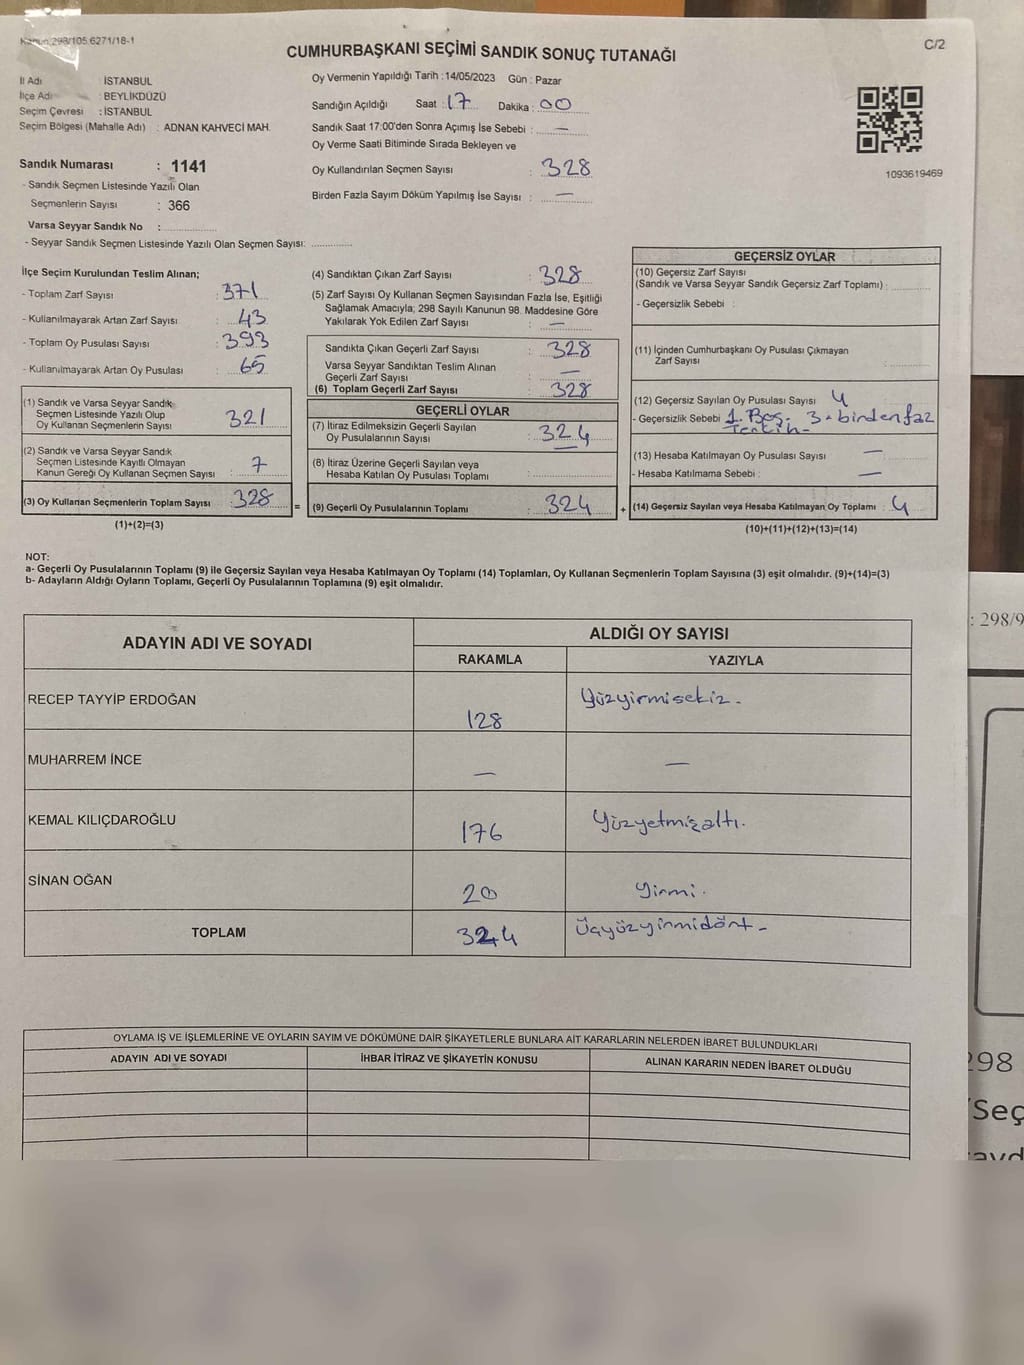 Kanun:298/105.6271/18-1
C/2
CUMHURBAŞKANI SEÇİMİ SANDIK SONUÇ TUTANAĞI
İl Adı : İSTANBUL
İlçe Adı : BEYLİKDÜZÜ
Seçim Çevresi : İSTANBUL
Seçim Bölgesi (Mahalle Adı) : ADNAN KAHVECİ MAH.
Sandık Numarası : 1141
- Sandık Seçmen Listesinde Yazılı Olan
Seçmenlerin Sayısı : 366
Varsa Seyyar Sandık No :
- Seyyar Sandık Seçmen Listesinde Yazılı Olan Seçmen Sayısı:
Oy Vermenin Yapıldığı Tarih : 14/05/2023 Gün : Pazar
Sandığın Açıldığı Saat : 17 Dakika : 00
Sandık Saat 17:00'den Sonra Açımış İse Sebebi : —
Oy Verme Saati Bitiminde Sırada Bekleyen ve
Oy Kullandırılan Seçmen Sayısı : 328
Birden Fazla Sayım Döküm Yapılmış İse Sayısı : —
1093619469
İlçe Seçim Kurulundan Teslim Alınan;
- Toplam Zarf Sayısı : 371
- Kullanılmayarak Artan Zarf Sayısı : 43
- Toplam Oy Pusulası Sayısı : 393
- Kullanılmayarak Artan Oy Pusulası : 65
(1) Sandık ve Varsa Seyyar Sandık
Seçmen Listesinde Yazılı Olup
Oy Kullanan Seçmenlerin Sayısı : 321
(2) Sandık ve Varsa Seyyar Sandık
Seçmen Listesinde Kayıtlı Olmayan
Kanun Gereği Oy Kullanan Seçmen Sayısı : 7
(3) Oy Kullanan Seçmenlerin Toplam Sayısı : 328
(1)+(2)=(3)
(4) Sandıktan Çıkan Zarf Sayısı : 328
(5) Zarf Sayısı Oy Kullanan Seçmen Sayısından Fazla İse, Eşitliği
Sağlamak Amacıyla; 298 Sayılı Kanunun 98. Maddesine Göre
Yakılarak Yok Edilen Zarf Sayısı : —
Sandıkta Çıkan Geçerli Zarf Sayısı : 328
Varsa Seyyar Sandıktan Teslim Alınan
Geçerli Zarf Sayısı : —
(6) Toplam Geçerli Zarf Sayısı : 328
GEÇERLİ OYLAR
(7) İtiraz Edilmeksizin Geçerli Sayılan
Oy Pusulalarının Sayısı : 324
(8) İtiraz Üzerine Geçerli Sayılan veya
Hesaba Katılan Oy Pusulası Toplamı :
= (9) Geçerli Oy Pusulalarının Toplamı : 324
GEÇERSİZ OYLAR
(10) Geçersiz Zarf Sayısı
(Sandık ve Varsa Seyyar Sandık Geçersiz Zarf Toplamı) :
- Geçersizlik Sebebi :
(11) İçinden Cumhurbaşkanı Oy Pusulası Çıkmayan
Zarf Sayısı :
(12) Geçersiz Sayılan Oy Pusulası Sayısı : 4
- Geçersizlik Sebebi 1. Boş. 3-birdenfaz
(13) Hesaba Katılmayan Oy Pusulası Sayısı : —
- Hesaba Katılmama Sebebi : —
+ (14) Geçersiz Sayılan veya Hesaba Katılmayan Oy Toplamı : 4
(10)+(11)+(12)+(13)=(14)
NOT:
a- Geçerli Oy Pusulalarının Toplamı (9) ile Geçersiz Sayılan veya Hesaba Katılmayan Oy Toplamı (14) Toplamları, Oy Kullanan Seçmenlerin Toplam Sayısına (3) eşit olmalıdır. (9)+(14)=(3)
b- Adayların Aldığı Oyların Toplamı, Geçerli Oy Pusulalarının Toplamına (9) eşit olmalıdır.
ADAYIN ADI VE SOYADI
ALDIĞI OY SAYISI
RAKAMLA YAZIYLA
RECEP TAYYİP ERDOĞAN 128 Yüzyirmisekiz.
MUHARREM İNCE — —
KEMAL KILIÇDAROĞLU 176 Yüzyetmişaltı.
SİNAN OĞAN 20 Yirmi.
TOPLAM 324 Üçyüzyirmidört-
OYLAMA İŞ VE İŞLEMLERİNE VE OYLARIN SAYIM VE DÖKÜMÜNE DAİR ŞİKAYETLERLE BUNLARA AİT KARARLARIN NELERDEN İBARET BULUNDUKLARI
ADAYIN ADI VE SOYADI İHBAR İTİRAZ VE ŞİKAYETİN KONUSU ALINAN KARARIN NEDEN İBARET OLDUĞU
: 298/9
298
Seç